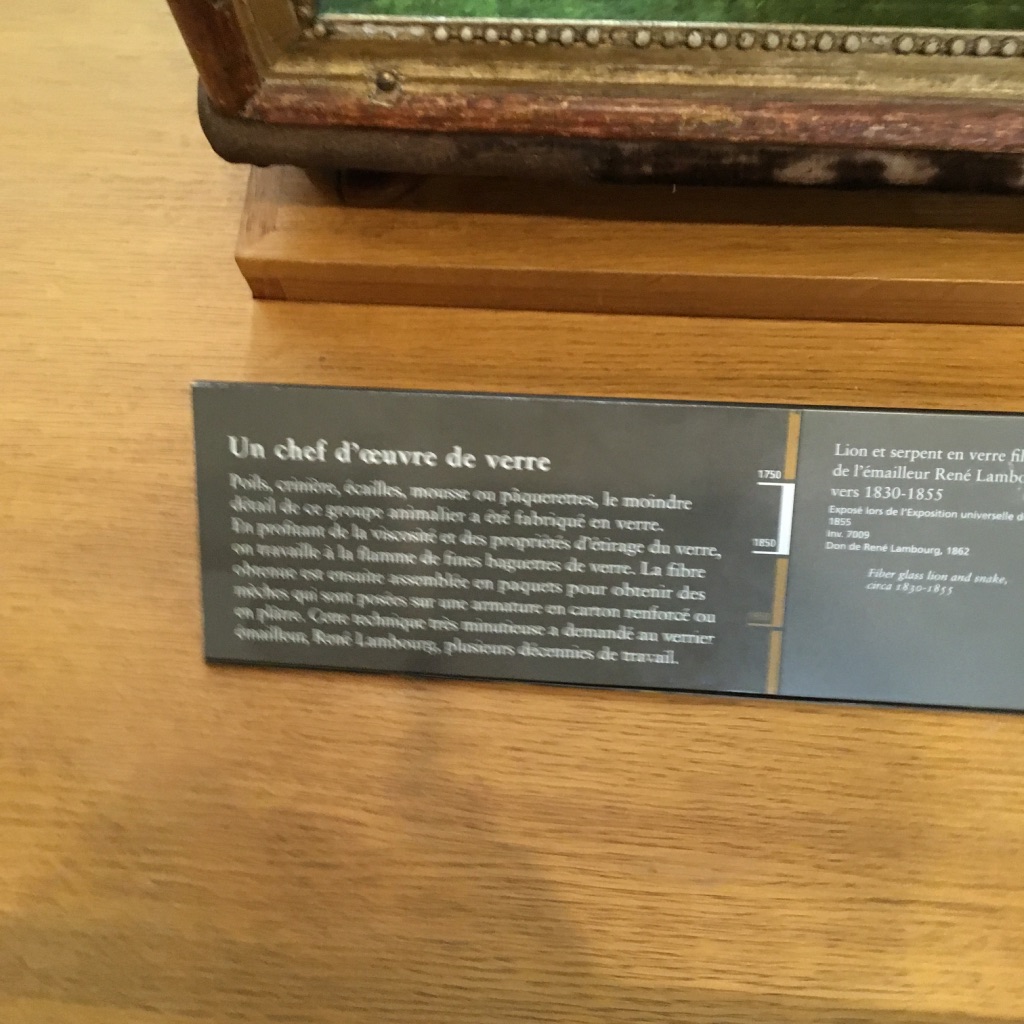 Un chef d'œuvre de verre
Poils, crinière, écailles, mousse ou pâquerettes, le moindre
détail de ce groupe animalier a été fabriqué en verre.
En profitant de la viscosité et des propriétés d'étirage du verre,
on travaille à la flamme de fines baguettes de verre. La fibre
obtenue est ensuite assemblée en paquets pour obtenir des
mèches qui sont posées sur une armature en carton renforcé ou
en plâtre. Cette technique très minutieuse a demandé au verrier
émailleur, René Lambourg, plusieurs décennies de travail.
1750
1850
Lion et serpent en verre fil
de l'émailleur René Lambo
vers 1830-1855
Exposé lors de l'Exposition universelle d
1855
Inv. 7009
Don de René Lambourg, 1862
Fiber glass lion and snake,
circa 1830-1855